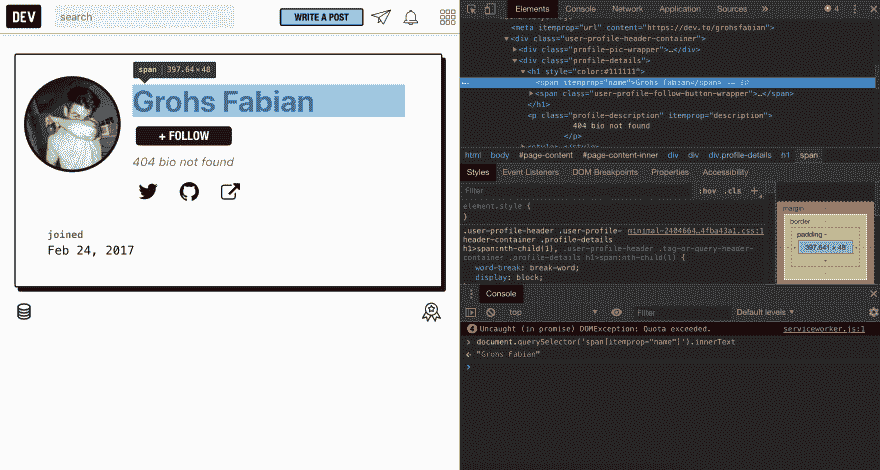 DEV
search
WRITE A POST
span 397.64×48
Grohs Fabian
+ FOLLOW
404 bio not found
joined
Feb 24, 2017
Elements Console Network Application Sources » 4
<meta itemprop="url" content="https://dev.to/grohsfabian">
▼<div class="user-profile-header-container">
▶<div class="profile-pic-wrapper">…</div>
▼<div class="profile-details">
▼<h1 style="color:#111111">
<span itemprop="name">Grohs Fabian</span> == $0
▶<span class="user-profile-follow-button-wrapper">…</span>
</h1>
<p class="profile-description" itemprop="description">
404 bio not found
</p>
html body #page-content #page-content-inner div div div.profile-details h1 span
Styles Event Listeners DOM Breakpoints Properties Accessibility
Filter :hov .cls +
element.style {
}
.user-profile-header .user-profile- minimal-2404664…4fba43a1.css:1
header-container .profile-details
h1>span:nth-child(1), .user-profile-header .tag-or-query-header-
container .profile-details h1>span:nth-child(1) {
word-break: break-word;
display: block;
margin
border
padding -
- 397.641 × 48 -
-
Console
top Filter Default levels ▼
4 Uncaught (in promise) DOMException: Quota exceeded. serviceworker.js:1
> document.querySelector('span[itemprop="name"]').innerText
"Grohs Fabian"
>